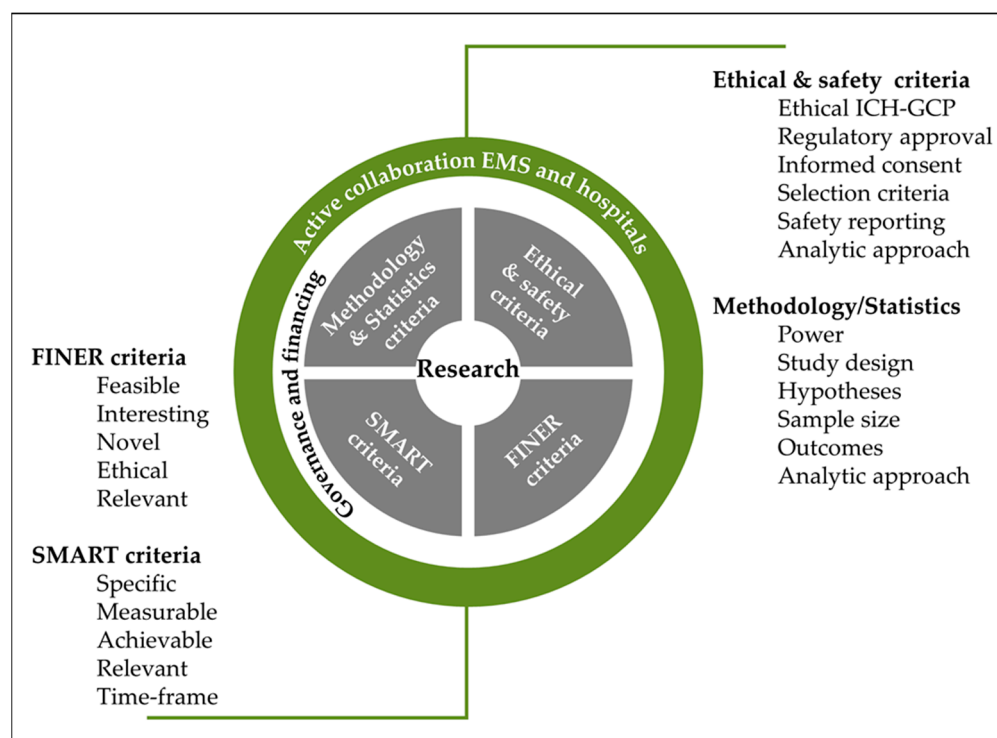 Ethical & safety criteria
Ethical ICH-GCP
Regulatory approval
Informed consent
Selection criteria
Safety reporting
Analytic approach
Methodology/Statistics
Power
Study design
Hypotheses
Sample size
Outcomes
Analytic approach
FINER criteria
Feasible
Interesting
Novel
Ethical
Relevant
SMART criteria
Specific
Measurable
Achievable
Relevant
Time-frame
Active collaboration EMS and hospitals
Governance and financing
Methodology
& Statistics
criteria
Ethical
& safety
criteria
Research
SMART
criteria
FINER
criteria